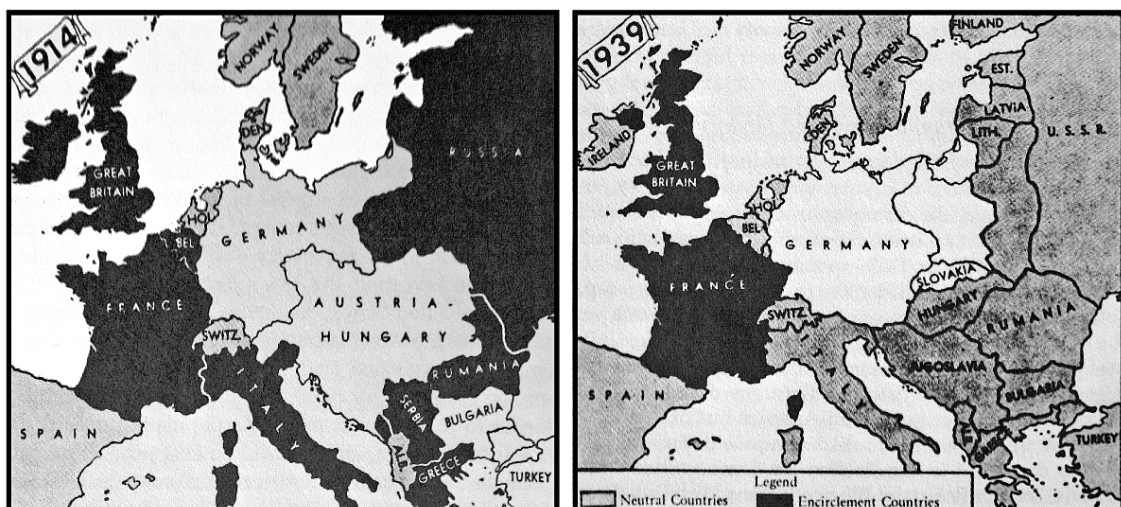 1914
NORWAY
SWEDEN
DEN.
RUSSIA
GREAT
BRITAIN
HOL.
BEL.
GERMANY
FRANCE
AUSTRIA-
HUNGARY
SWITZ.
ITALY
RUMANIA
SERBIA
BULGARIA
SPAIN
ALB.
GREECE
TURKEY
1939
FINLAND
NORWAY
SWEDEN
EST.
LATVIA
LITH.
U.S.S.R.
DEN.
IRELAND
GREAT
BRITAIN
HOL.
BEL.
GERMANY
SLOVAKIA
FRANCE
SWITZ.
HUNGARY
RUMANIA
ITALY
JUGOSLAVIA
BULGARIA
SPAIN
ALB.
GREECE
TURKEY
Legend
Neutral Countries
Encirclement Countries